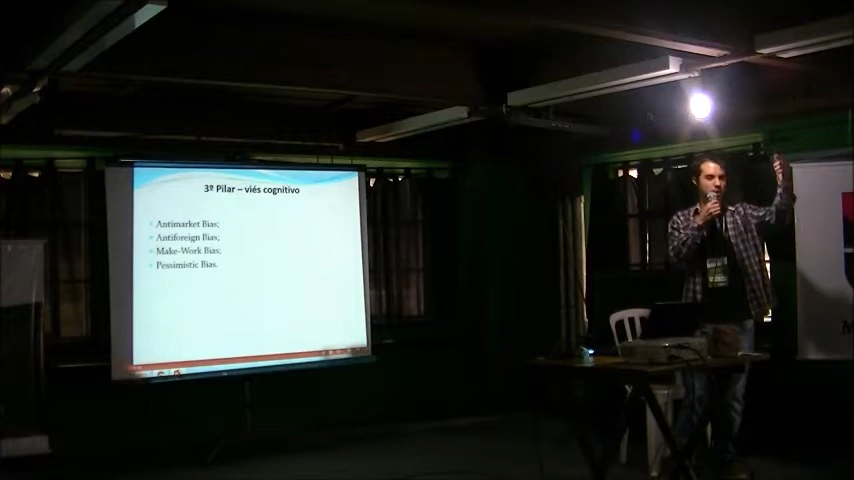 3º Pilar – viés cognitivo
Antimarket Bias;
Antiforeign Bias;
Make-Work Bias;
Pessimistic Bias.